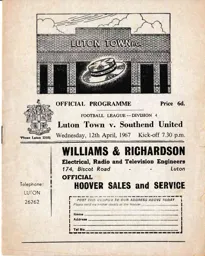 LUTON TOWN F.C.
OFFICIAL PROGRAMME Price 6d.
FOOTBALL LEAGUE—DIVISION 4
Luton Town v. Southend United
Wednesday, 12th April, 1967 Kick-off 7.30 p.m.
WILLIAMS & RICHARDSON
Electrical, Radio and Television Engineers
174, Biscot Road - Luton
OFFICIAL
HOOVER SALES and SERVICE
Telephone:
LUTON
26262
Name
Address
Tel No.